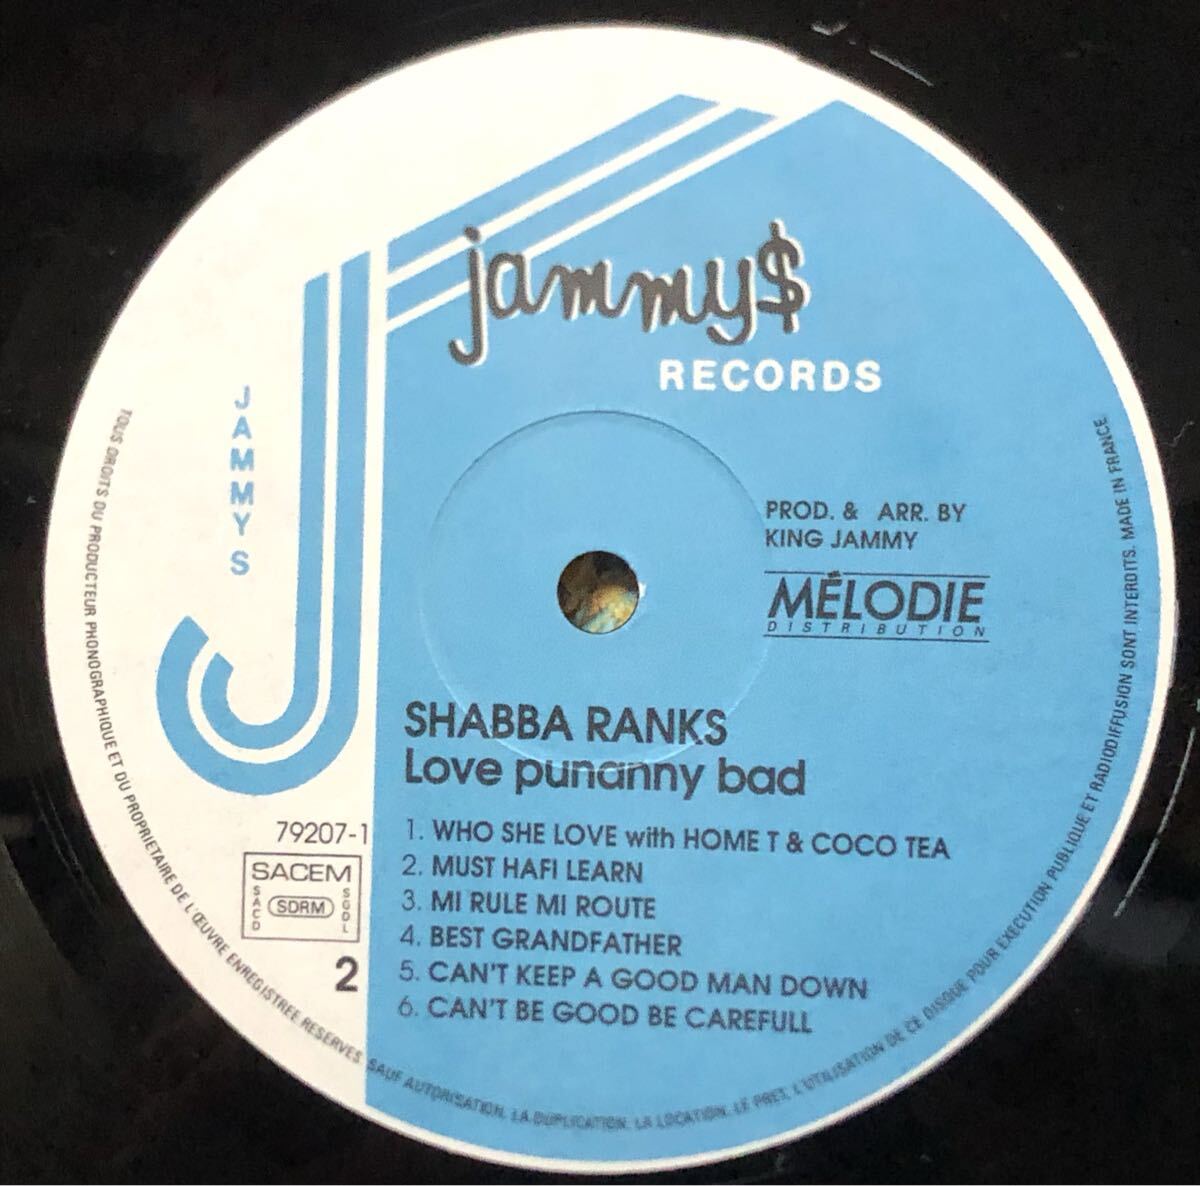 jammy$
RECORDS
JAMMYS
PROD. & ARR. BY
KING JAMMY
MÉLODIE
DISTRIBUTION
SHABBA RANKS
Love punanny bad
79207-1
SACEM
SACD
SDRM
SGDL
2
1. WHO SHE LOVE with HOME T & COCO TEA
2. MUST HAFI LEARN
3. MI RULE MI ROUTE
4. BEST GRANDFATHER
5. CAN'T KEEP A GOOD MAN DOWN
6. CAN'T BE GOOD BE CAREFULL
TOUS DROITS DU PRODUCTEUR PHONOGRAPHIQUE ET DU PROPRIETAIRE DE L'ŒUVRE ENREGISTREE RESERVES. SAUF AUTORISATION, LA DUPLICATION, LA LOCATION, LE PRET, L'UTILISATION DE CE DISQUE POUR EXECUTION PUBLIQUE ET RADIODIFFUSION SONT INTERDITS. MADE IN FRANCE